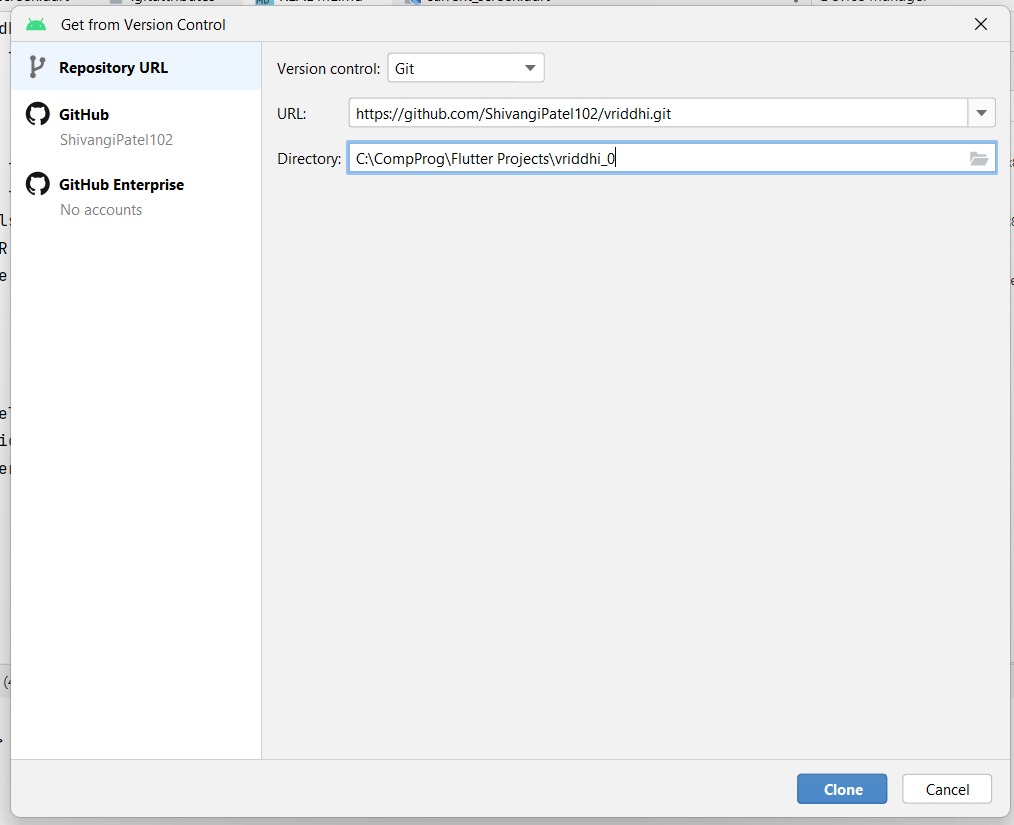 Get from Version Control
Repository URL
GitHub
ShivangiPatel102
GitHub Enterprise
No accounts
Version control: Git
URL: https://github.com/ShivangiPatel102/vriddhi.git
Directory: C:\CompProg\Flutter Projects\vriddhi_0
Clone
Cancel